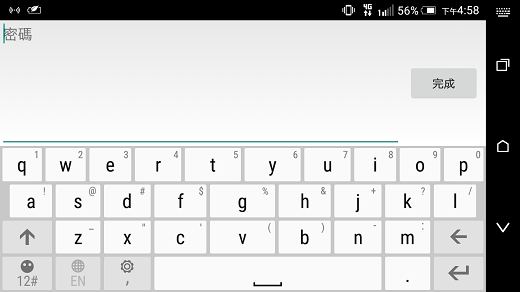 4G 56% 下午4:58
密碼
完成
q 1 w 2 e 3 r 4 t 5 y 6 u 7 i 8 o 9 p 0
a ! s @ d # f $ g % h & j + k ? l /
z _ x " c ' v ( b ) n - m :
12# EN , .